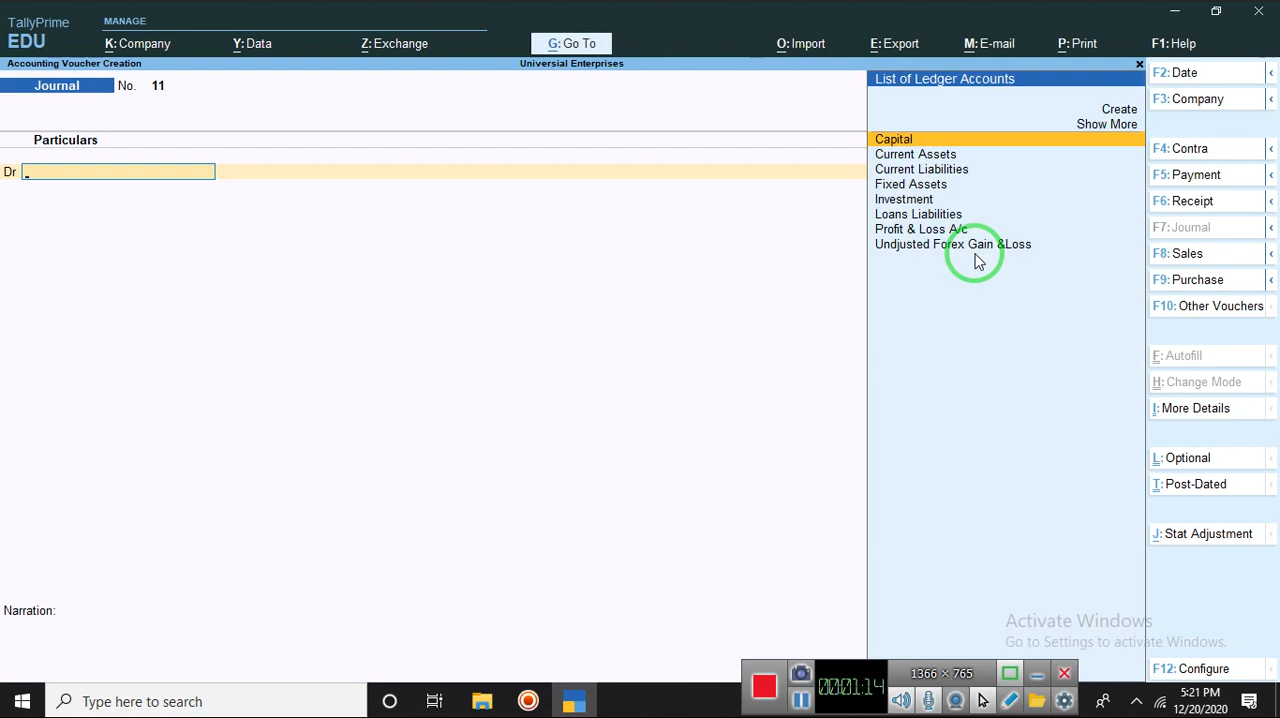 TallyPrime
EDU
MANAGE
K: Company
Y: Data
Z: Exchange
G: Go To
O: Import
E: Export
M: E-mail
P: Print
F1: Help
Accounting Voucher Creation
Universial Enterprises
Journal No. 11
Particulars
Dr
Narration:
List of Ledger Accounts
Create
Show More
Capital
Current Assets
Current Liabilities
Fixed Assets
Investment
Loans Liabilities
Profit & Loss A/c
Undjusted Forex Gain &Loss
F2: Date
F3: Company
F4: Contra
F5: Payment
F6: Receipt
F7: Journal
F8: Sales
F9: Purchase
F10: Other Vouchers
F: Autofill
H: Change Mode
I: More Details
L: Optional
T: Post-Dated
J: Stat Adjustment
F12: Configure
Activate Windows
Go to Settings to activate Windows.
000:1:14
1366 × 765
Type here to search
5:21 PM
12/20/2020